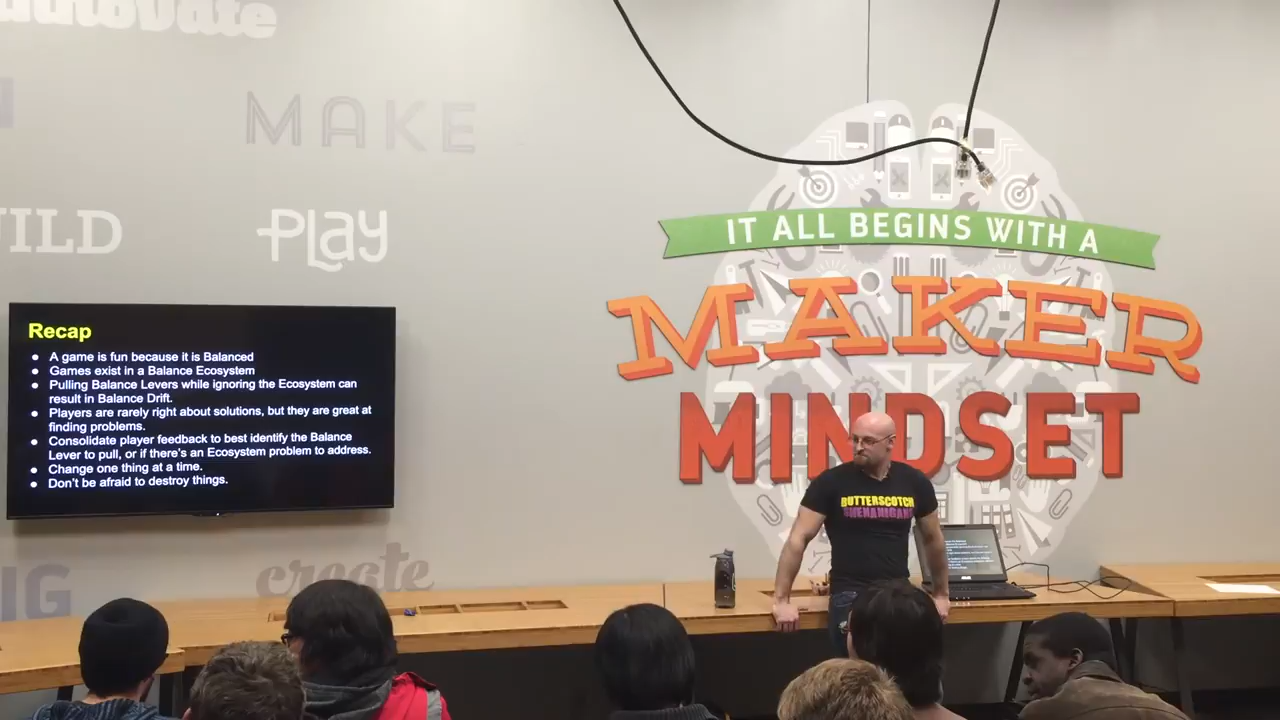 MAKE
PLAY
IT ALL BEGINS WITH A
MAKER
MINDSET
Recap
● A game is fun because it is Balanced
● Games exist in a Balance Ecosystem
● Pulling Balance Levers while ignoring the Ecosystem can
result in Balance Drift.
● Players are rarely right about solutions, but they are great at
finding problems.
● Consolidate player feedback to best identify the Balance
Lever to pull, or if there's an Ecosystem problem to address.
● Change one thing at a time.
● Don't be afraid to destroy things.
BUTTERSCOTCH
SHENANIGANS
create